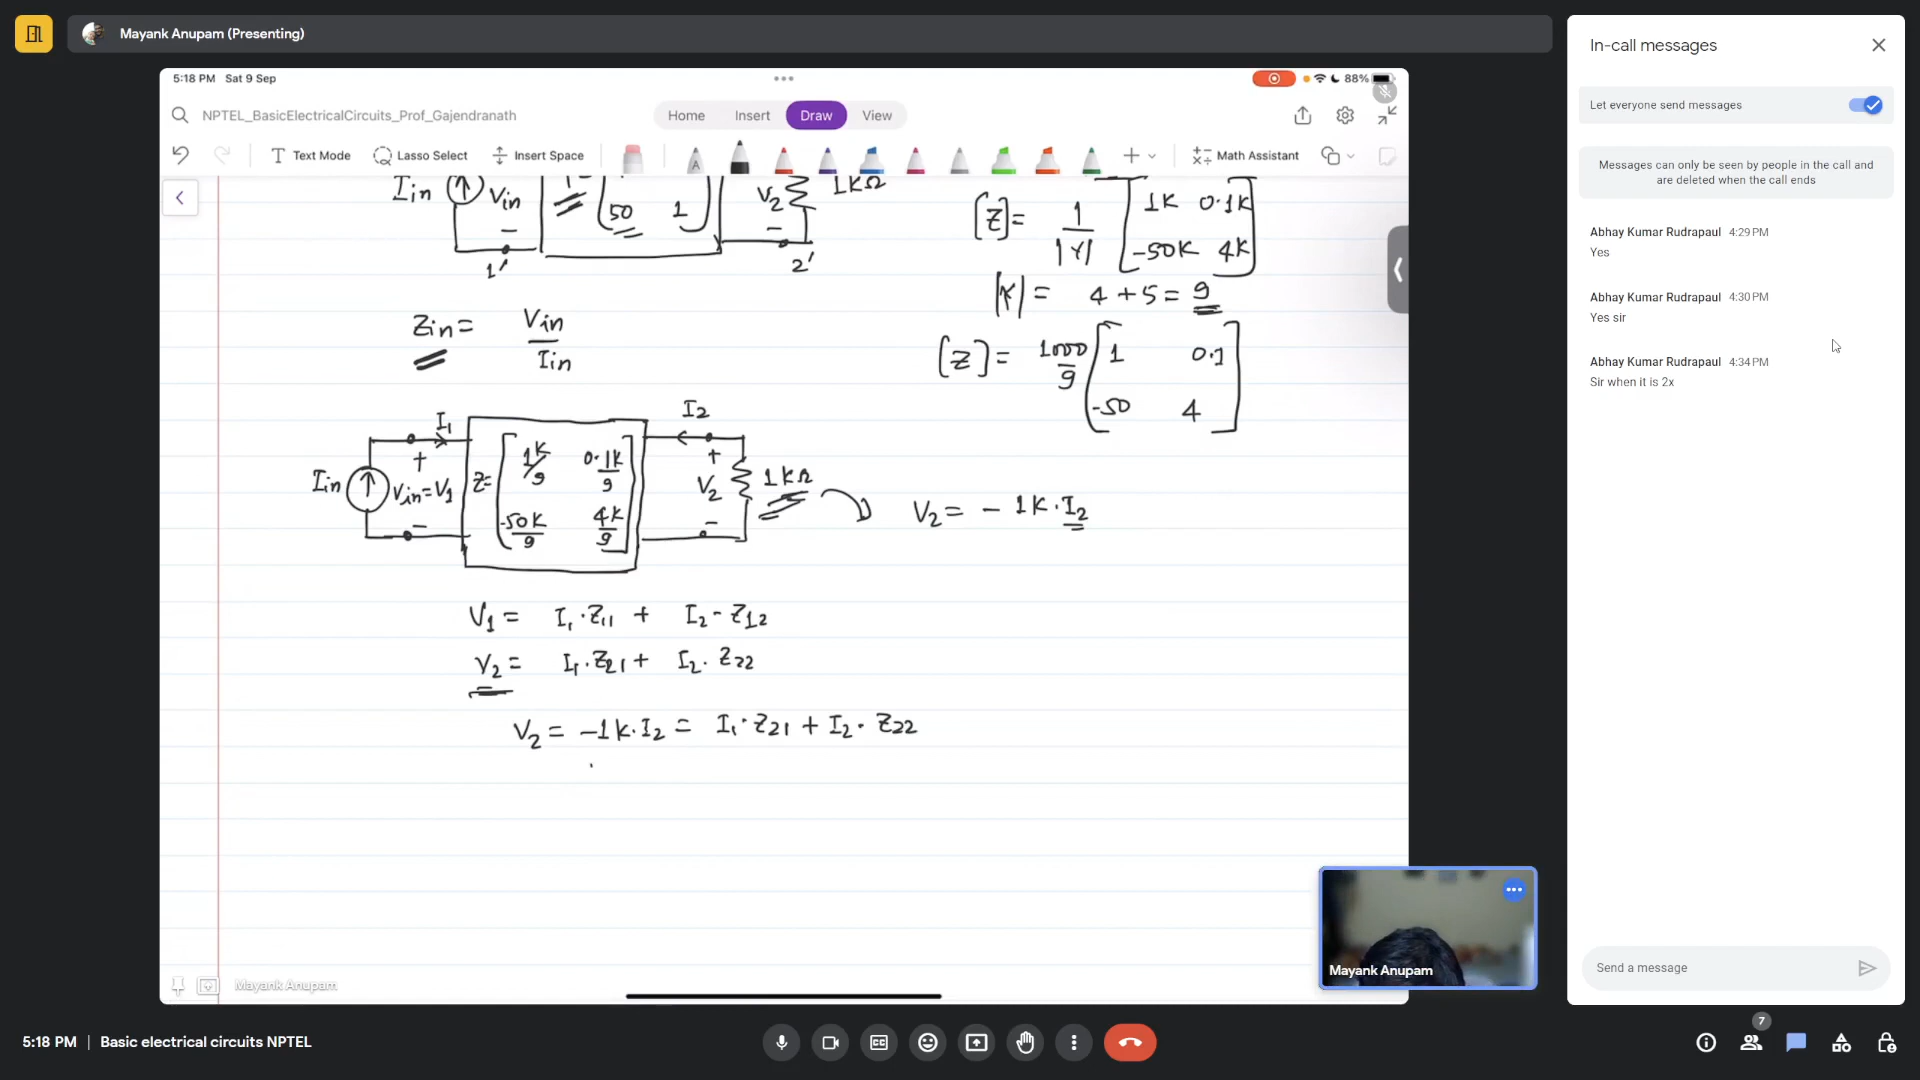 Mayank Anupam (Presenting)
In-call messages
5:18 PM Sat 9 Sep
88%
NPTEL_BasicElectricalCircuits_Prof_Gajendranath
Home Insert Draw View
Let everyone send messages
Text Mode Lasso Select Insert Space Math Assistant
Messages can only be seen by people in the call and
are deleted when the call ends
Iin Vin
50 1
V2 1kΩ
1' 2'
[Z] = 1/|Y| [1K 0.1K
-50K 4K]
|Y| = 4 + 5 = 9
Zin = Vin/Iin
[Z] = 1000/9 [1 0.1
-50 4]
Abhay Kumar Rudrapaul 4:29 PM
Yes
Abhay Kumar Rudrapaul 4:30 PM
Yes sir
Abhay Kumar Rudrapaul 4:34 PM
Sir when it is 2x
I1 I2
Iin + Vin = V1 - Z = [1K/9 0.1K/9
-50K/9 4K/9]
+ V2 - 1kΩ
V2 = - 1K · I2
V1 = I1 · Z11 + I2 · Z12
V2 = I1 · Z21 + I2 · Z22
V2 = -1k · I2 = I1 · Z21 + I2 · Z22
Mayank Anupam
Mayank Anupam
Send a message
5:18 PM | Basic electrical circuits NPTEL
CC
7